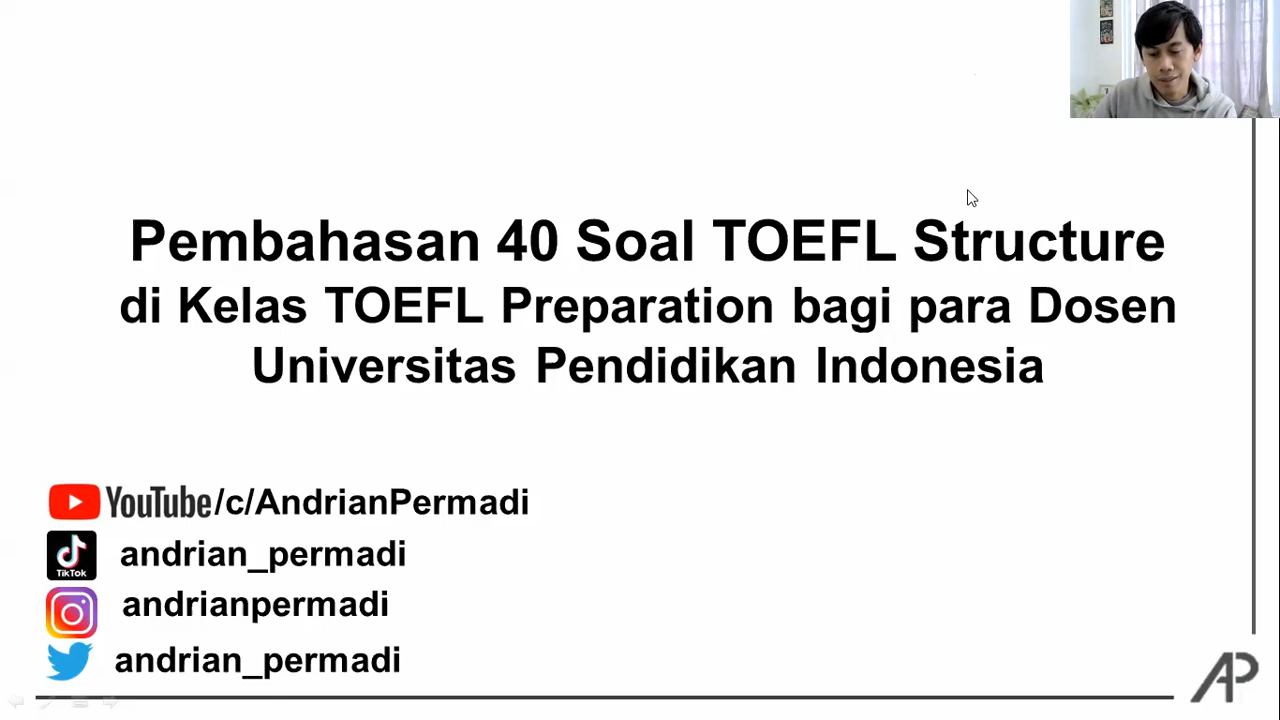 Pembahasan 40 Soal TOEFL Structure
di Kelas TOEFL Preparation bagi para Dosen
Universitas Pendidikan Indonesia
YouTube/c/AndrianPermadi
TikTok
andrian_permadi
andrianpermadi
andrian_permadi
AP